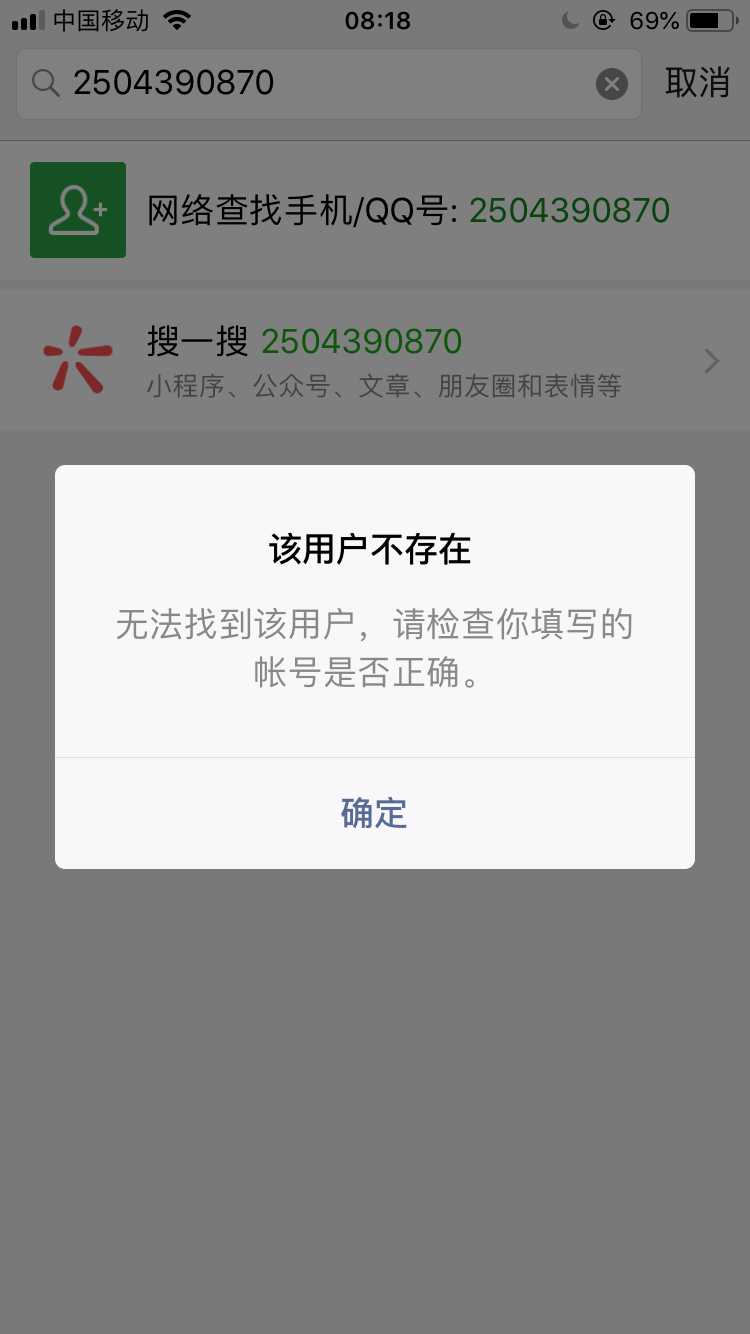 中国移动 08:18 69%
2504390870 取消
网络查找手机/QQ号: 2504390870
搜一搜 2504390870
小程序、公众号、文章、朋友圈和表情等
该用户不存在
无法找到该用户，请检查你填写的
帐号是否正确。
确定